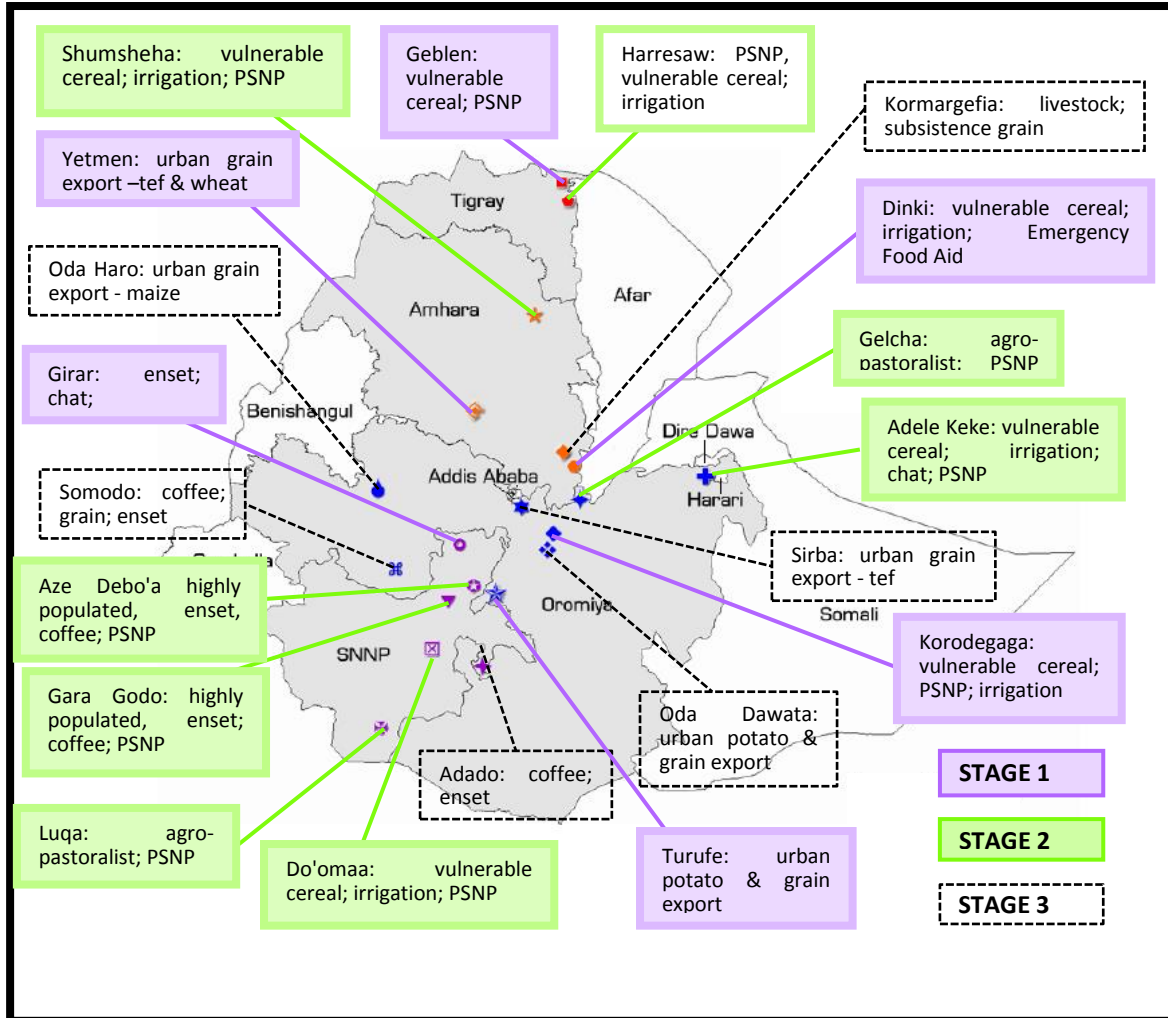 Shumsheha: vulnerable
cereal; irrigation; PSNP
Geblen:
vulnerable
cereal; PSNP
Harresaw: PSNP,
vulnerable cereal;
irrigation
Kormargefia: livestock;
subsistence grain
Yetmen: urban grain
export –tef & wheat
Dinki: vulnerable cereal;
irrigation; Emergency
Food Aid
Oda Haro: urban grain
export - maize
Gelcha: agro-
pastoralist: PSNP
Girar: enset;
chat;
Adele Keke: vulnerable
cereal; irrigation;
chat; PSNP
Somodo: coffee;
grain; enset
Sirba: urban grain
export - tef
Aze Debo'a highly
populated, enset,
coffee; PSNP
Korodegaga:
vulnerable cereal;
PSNP; irrigation
Gara Godo: highly
populated, enset;
coffee; PSNP
Oda Dawata:
urban potato &
grain export
Adado: coffee;
enset
Luqa: agro-
pastoralist; PSNP
Do'omaa: vulnerable
cereal; irrigation; PSNP
Turufe: urban
potato & grain
export
STAGE 1
STAGE 2
STAGE 3
Tigray
Afar
Amhara
Benishangul
Dire Dawa
Addis Ababa
Harari
Oromiya
Somali
SNNP